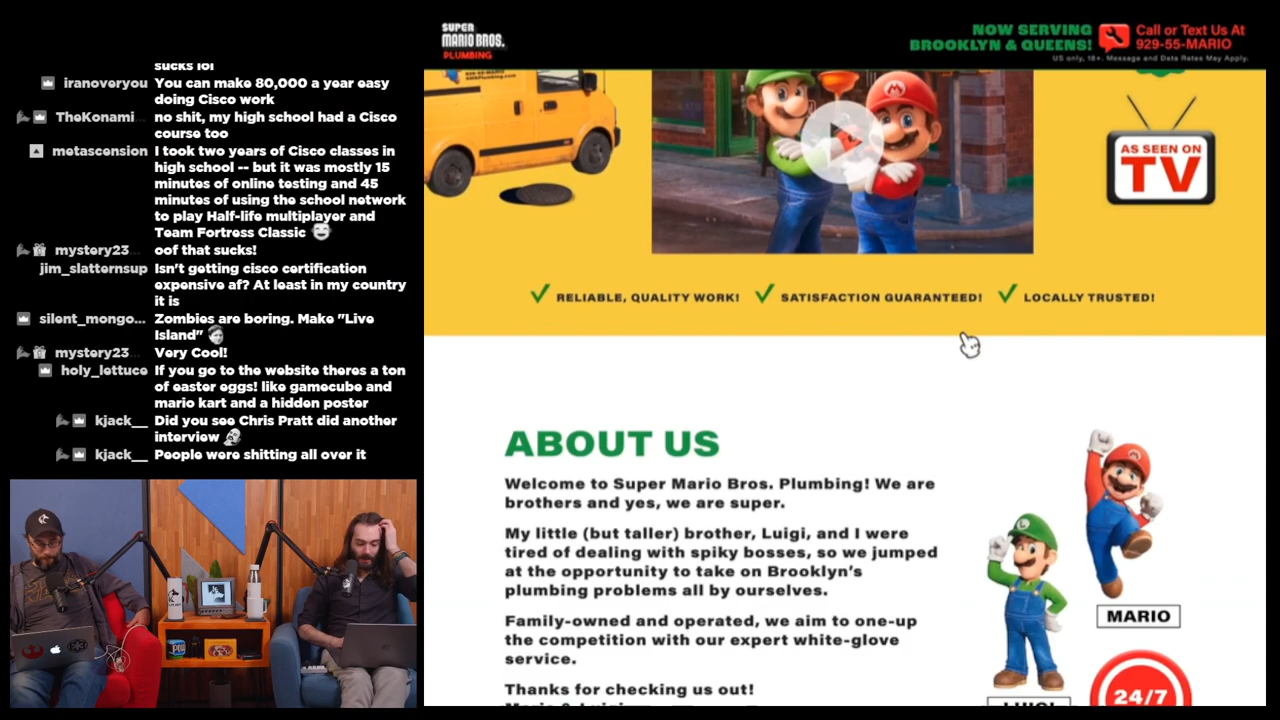 sucks lol
iranoveryou You can make 80,000 a year easy
doing Cisco work
TheKonami... no shit, my high school had a Cisco
course too
metascension I took two years of Cisco classes in
high school -- but it was mostly 15
minutes of online testing and 45
minutes of using the school network
to play Half-life multiplayer and
Team Fortress Classic
mystery23... oof that sucks!
jim_slatternsup Isn't getting cisco certification
expensive af? At least in my country
it is
silent_mongo... Zombies are boring. Make "Live
Island"
mystery23... Very Cool!
holy_lettuce If you go to the website theres a ton
of easter eggs! like gamecube and
mario kart and a hidden poster
kjack__ Did you see Chris Pratt did another
interview
kjack__ People were shitting all over it
SUPER
MARIO BROS.
PLUMBING
NOW SERVING
BROOKLYN & QUEENS!
Call or Text Us At
929-55-MARIO
US only, 18+. Message and Data Rates May Apply.
929-55-MARIO
SMBPlumbing.com
AS SEEN ON
TV
RELIABLE, QUALITY WORK!
SATISFACTION GUARANTEED!
LOCALLY TRUSTED!
ABOUT US
Welcome to Super Mario Bros. Plumbing! We are
brothers and yes, we are super.
My little (but taller) brother, Luigi, and I were
tired of dealing with spiky bosses, so we jumped
at the opportunity to take on Brooklyn's
plumbing problems all by ourselves.
Family-owned and operated, we aim to one-up
the competition with our expert white-glove
service.
Thanks for checking us out!
Mario & Luigi
MARIO
LUIGI
24/7